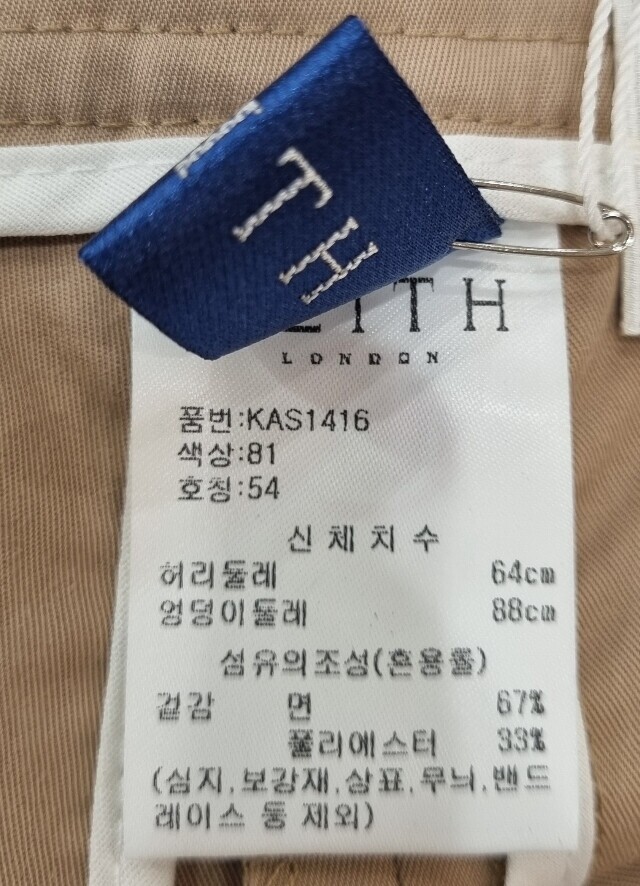 TH
EITH
LONDON
품번:KAS1416
색상:81
호칭:54
신체치수
허리둘레 64cm
엉덩이둘레 88cm
섬유의조성(혼용률)
겉감 면 67%
폴리에스터 33%
(심지,보강재,상표,무늬,밴드
레이스 등 제외)